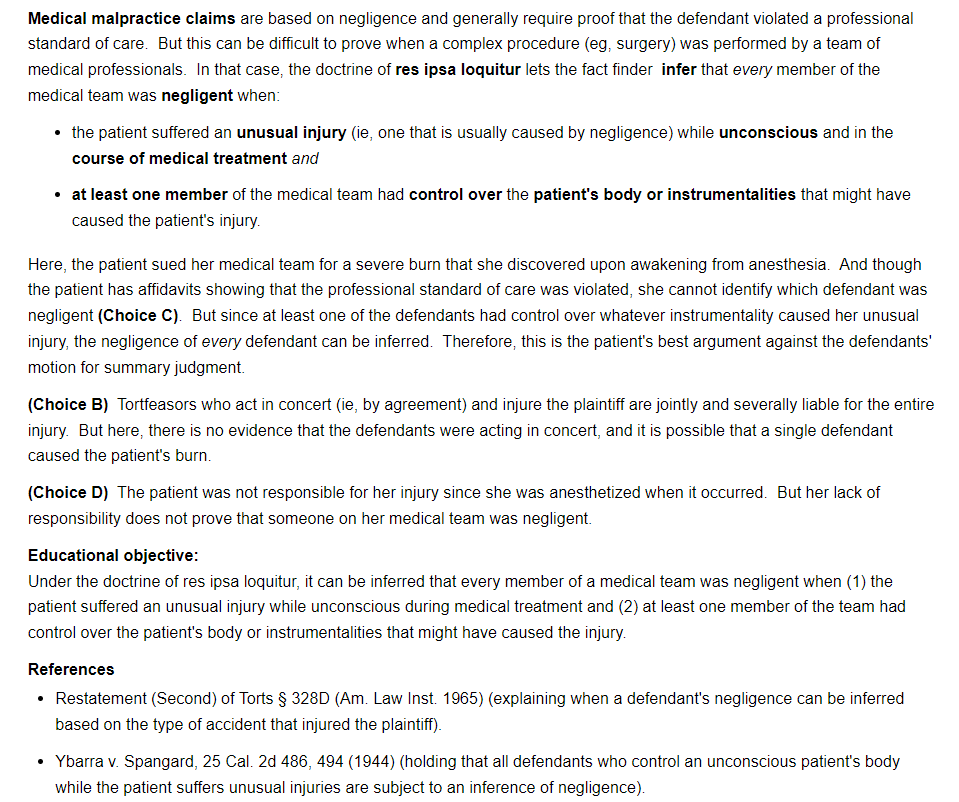 Medical malpractice claims are based on negligence and generally require proof that the defendant violated a professional
standard of care.  But this can be difficult to prove when a complex procedure (eg, surgery) was performed by a team of
medical professionals.  In that case, the doctrine of res ipsa loquitur lets the fact finder  infer that every member of the
medical team was negligent when:
• the patient suffered an unusual injury (ie, one that is usually caused by negligence) while unconscious and in the
course of medical treatment and
• at least one member of the medical team had control over the patient's body or instrumentalities that might have
caused the patient's injury.
Here, the patient sued her medical team for a severe burn that she discovered upon awakening from anesthesia.  And though
the patient has affidavits showing that the professional standard of care was violated, she cannot identify which defendant was
negligent (Choice C).  But since at least one of the defendants had control over whatever instrumentality caused her unusual
injury, the negligence of every defendant can be inferred.  Therefore, this is the patient's best argument against the defendants'
motion for summary judgment.
(Choice B)  Tortfeasors who act in concert (ie, by agreement) and injure the plaintiff are jointly and severally liable for the entire
injury.  But here, there is no evidence that the defendants were acting in concert, and it is possible that a single defendant
caused the patient's burn.
(Choice D)  The patient was not responsible for her injury since she was anesthetized when it occurred.  But her lack of
responsibility does not prove that someone on her medical team was negligent.
Educational objective:
Under the doctrine of res ipsa loquitur, it can be inferred that every member of a medical team was negligent when (1) the
patient suffered an unusual injury while unconscious during medical treatment and (2) at least one member of the team had
control over the patient's body or instrumentalities that might have caused the injury.
References
• Restatement (Second) of Torts § 328D (Am. Law Inst. 1965) (explaining when a defendant's negligence can be inferred
based on the type of accident that injured the plaintiff).
• Ybarra v. Spangard, 25 Cal. 2d 486, 494 (1944) (holding that all defendants who control an unconscious patient's body
while the patient suffers unusual injuries are subject to an inference of negligence).